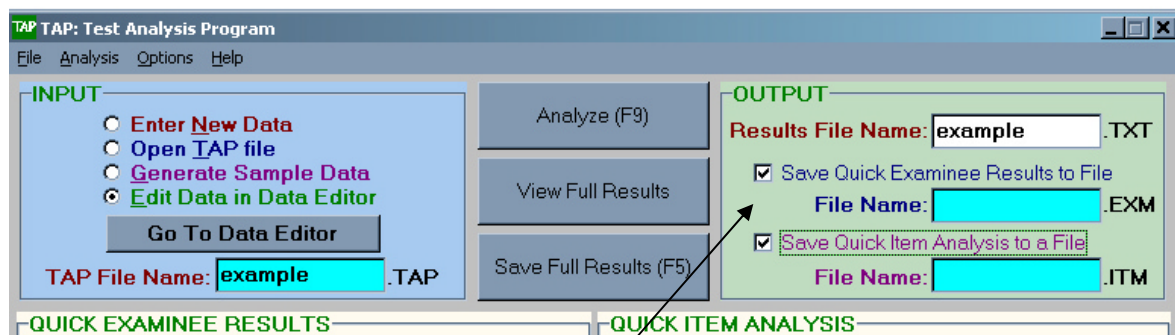 TAP TAP: Test Analysis Program
File Analysis Options Help
INPUT
Enter New Data
Open TAP file
Generate Sample Data
Edit Data in Data Editor
Go To Data Editor
TAP File Name: example .TAP
Analyze (F9)
View Full Results
Save Full Results (F5)
OUTPUT
Results File Name: example .TXT
Save Quick Examinee Results to File
File Name: .EXM
Save Quick Item Analysis to a File
File Name: .ITM
QUICK EXAMINEE RESULTS
QUICK ITEM ANALYSIS